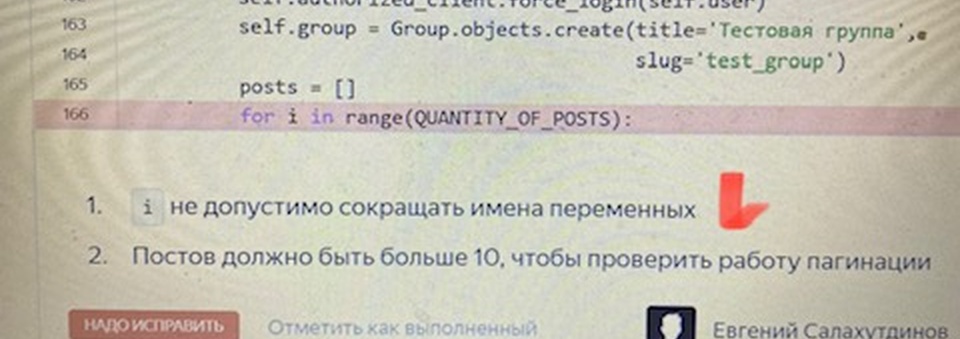 self.authorized_client.force_login(self.user)
163 self.group = Group.objects.create(title='Тестовая группа',
164 slug='test_group')
165 posts = []
166 for i in range(QUANTITY_OF_POSTS):
1. i не допустимо сокращать имена переменных
2. Постов должно быть больше 10, чтобы проверить работу пагинации
НАДО ИСПРАВИТЬ Отметить как выполненный Евгений Салахутдинов